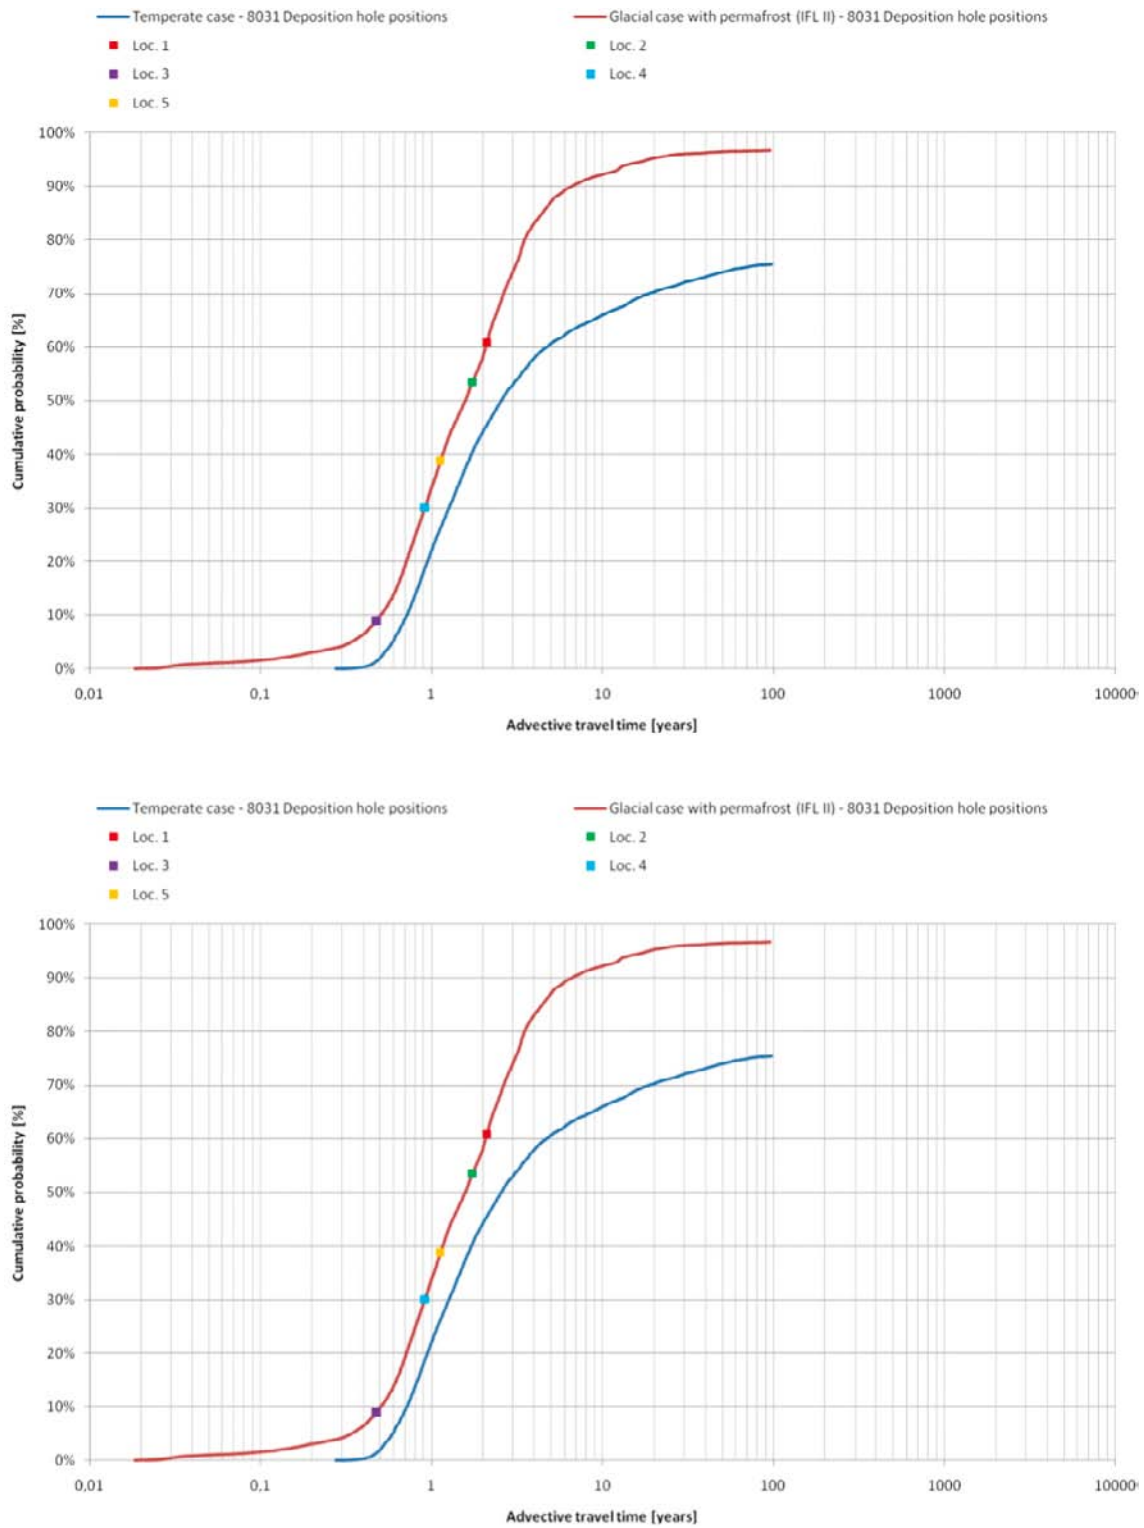 Temperate case - 8031 Deposition hole positions
Glacial case with permafrost (IFL II) - 8031 Deposition hole positions
Loc. 1
Loc. 2
Loc. 3
Loc. 4
Loc. 5
100%
90%
80%
70%
60%
50%
40%
30%
20%
10%
0%
Cumulative probability [%]
0,01
0,1
1
10
100
1000
10000
Advective travel time [years]
Temperate case - 8031 Deposition hole positions
Glacial case with permafrost (IFL II) - 8031 Deposition hole positions
Loc. 1
Loc. 2
Loc. 3
Loc. 4
Loc. 5
100%
90%
80%
70%
60%
50%
40%
30%
20%
10%
0%
Cumulative probability [%]
0,01
0,1
1
10
100
1000
10000
Advective travel time [years]